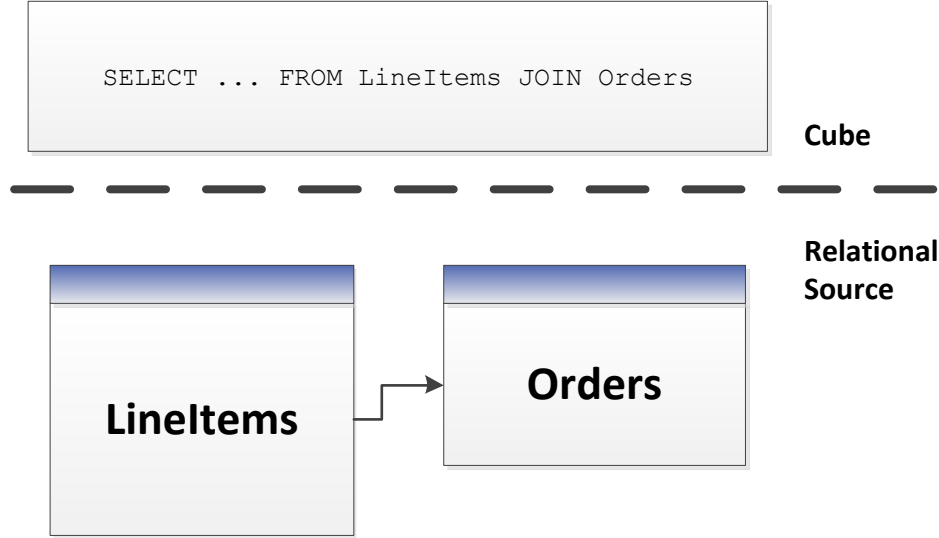 SELECT ... FROM LineItems JOIN Orders
Cube
Relational
Source
LineItems
Orders